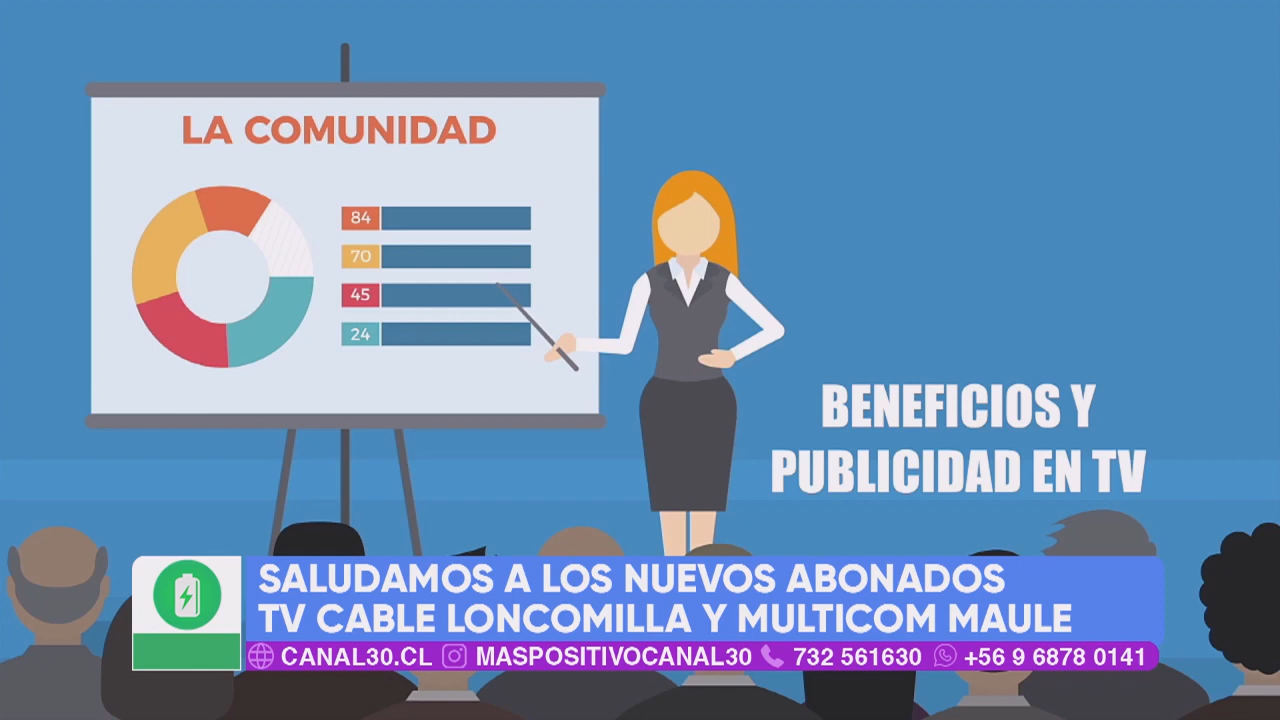 LA COMUNIDAD
84
70
45
24
BENEFICIOS Y
PUBLICIDAD EN TV
SALUDAMOS A LOS NUEVOS ABONADOS
TV CABLE LONCOMILLA Y MULTICOM MAULE
CANAL30.CL MASPOSITIVOCANAL30 732 561630 +56 9 6878 0141